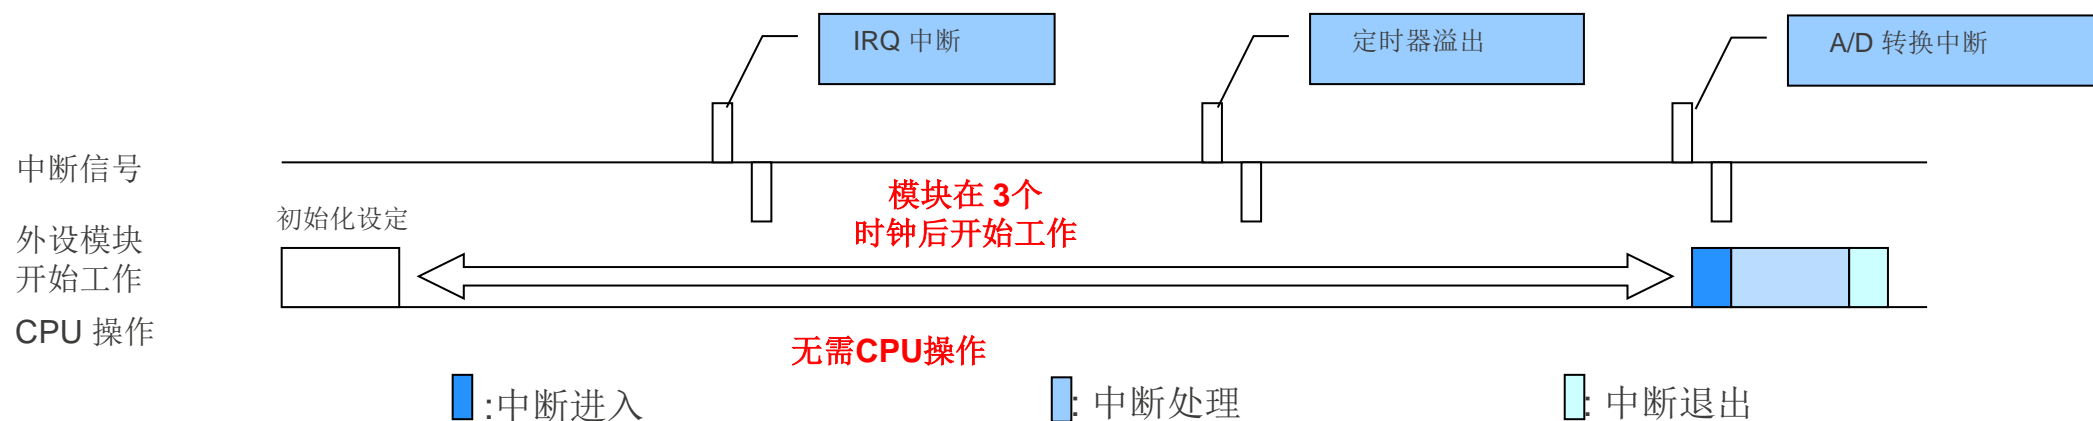 IRQ 中断
定时器溢出
A/D 转换中断
中断信号
模块在 3个
时钟后开始工作
初始化设定
外设模块
开始工作
CPU 操作
无需CPU操作
:中断进入
: 中断处理
: 中断退出